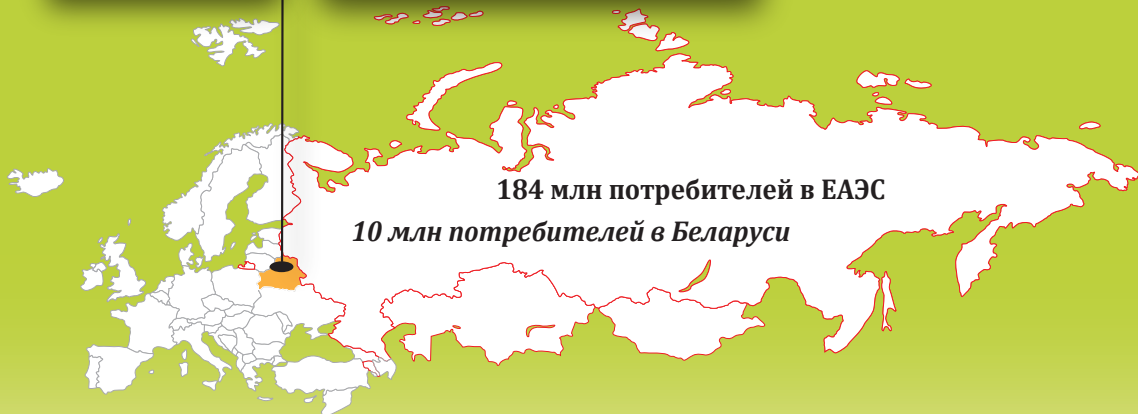 184 млн потребителей в ЕАЭС
10 млн потребителей в Беларуси